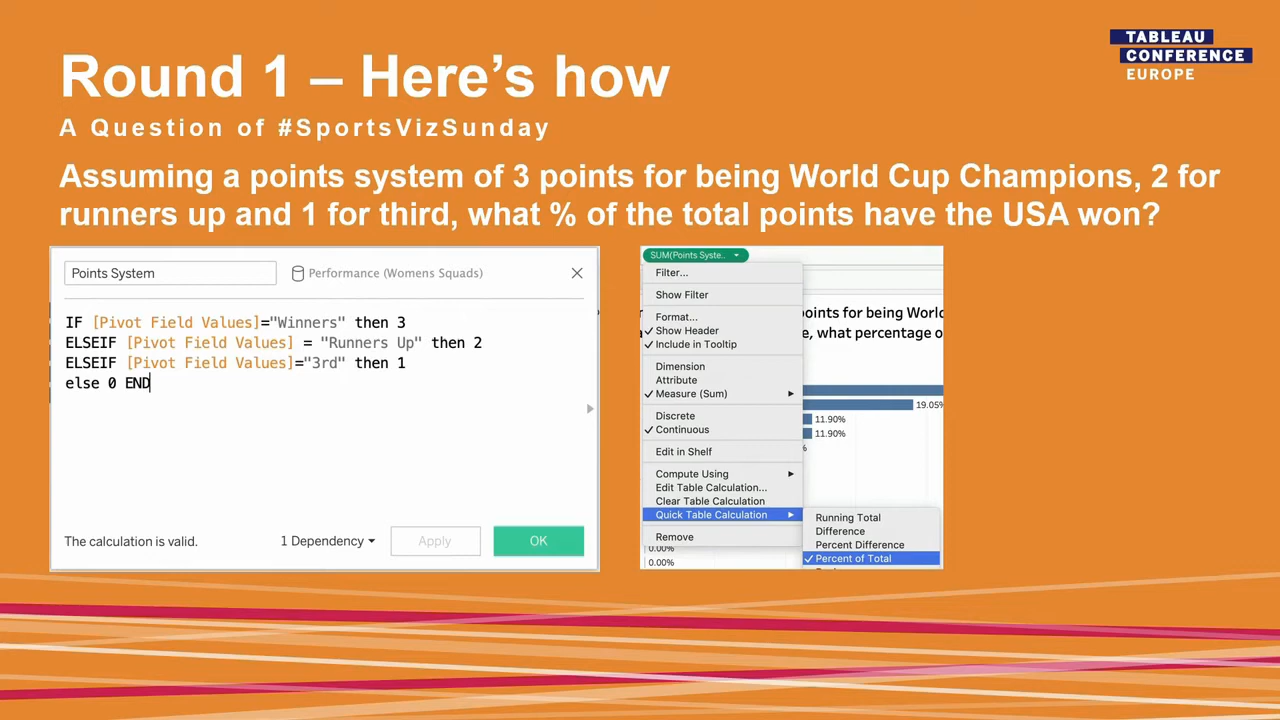 TABLEAU
CONFERENCE
EUROPE
Round 1 – Here's how
A Question of #SportsVizSunday
Assuming a points system of 3 points for being World Cup Champions, 2 for
runners up and 1 for third, what % of the total points have the USA won?
Points System
Performance (Womens Squads)
IF [Pivot Field Values]="Winners" then 3
ELSEIF [Pivot Field Values] = "Runners Up" then 2
ELSEIF [Pivot Field Values]="3rd" then 1
else 0 END
The calculation is valid.
1 Dependency
Apply
OK
SUM(Points Syste..
Filter...
Show Filter
Format...
Show Header
Include in Tooltip
Dimension
Attribute
Measure (Sum)
Discrete
Continuous
Edit in Shelf
Compute Using
Edit Table Calculation...
Clear Table Calculation
Quick Table Calculation
Remove
Running Total
Difference
Percent Difference
Percent of Total
points for being World
what percentage o
19.05%
11.90%
11.90%
0.00%
0.00%